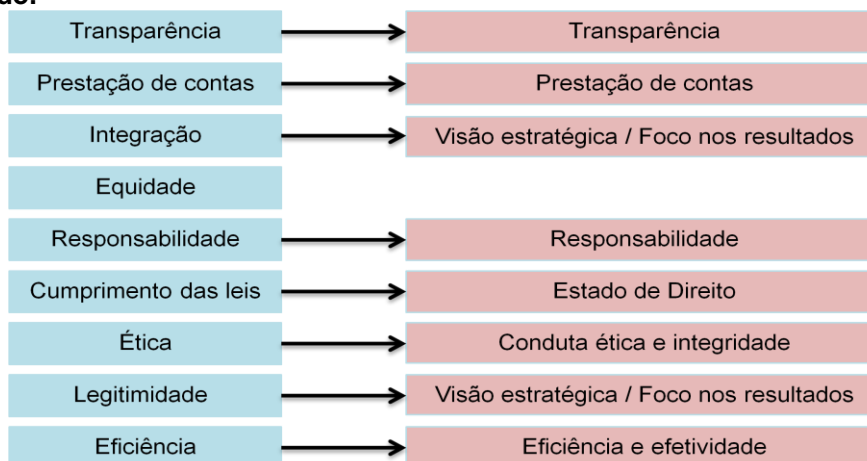 do.
Transparência Transparência
Prestação de contas Prestação de contas
Integração Visão estratégica / Foco nos resultados
Equidade
Responsabilidade Responsabilidade
Cumprimento das leis Estado de Direito
Ética Conduta ética e integridade
Legitimidade Visão estratégica / Foco nos resultados
Eficiência Eficiência e efetividade